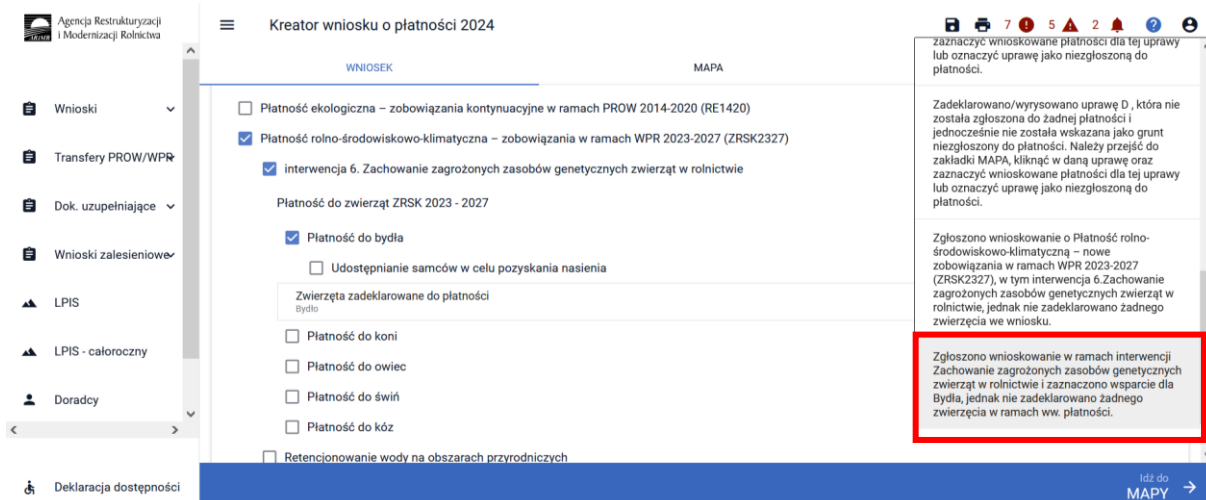 Agencja Restrukturyzacji
i Modernizacji Rolnictwa
ARiMR
Kreator wniosku o płatności 2024
7
5
2
WNIOSEK
MAPA
Wnioski
Transfery PROW/WPR
Dok. uzupełniające
Wnioski zalesieniowe
LPIS
LPIS - całoroczny
Doradcy
Deklaracja dostępności
Płatność ekologiczna – zobowiązania kontynuacyjne w ramach PROW 2014-2020 (RE1420)
Płatność rolno-środowiskowo-klimatyczna – zobowiązania w ramach WPR 2023-2027 (ZRSK2327)
interwencja 6. Zachowanie zagrożonych zasobów genetycznych zwierząt w rolnictwie
Płatność do zwierząt ZRSK 2023 - 2027
Płatność do bydła
Udostępnianie samców w celu pozyskania nasienia
Zwierzęta zadeklarowane do płatności
Bydło
Płatność do koni
Płatność do owiec
Płatność do świń
Płatność do kóz
Retencjonowanie wody na obszarach przyrodniczych
zaznaczyć wnioskowane płatności dla tej uprawy
lub oznaczyć uprawę jako niezgłoszoną do
płatności.
Zadeklarowano/wyrysowano uprawę D , która nie
została zgłoszona do żadnej płatności i
jednocześnie nie została wskazana jako grunt
niezgłoszony do płatności. Należy przejść do
zakładki MAPA, kliknąć w daną uprawę oraz
zaznaczyć wnioskowane płatności dla tej uprawy
lub oznaczyć uprawę jako niezgłoszoną do
płatności.
Zgłoszono wnioskowanie o Płatność rolno-
środowiskowo-klimatyczną – nowe
zobowiązania w ramach WPR 2023-2027
(ZRSK2327), w tym interwencja 6.Zachowanie
zagrożonych zasobów genetycznych zwierząt w
rolnictwie, jednak nie zadeklarowano żadnego
zwierzęcia we wniosku.
Zgłoszono wnioskowanie w ramach interwencji
Zachowanie zagrożonych zasobów genetycznych
zwierząt w rolnictwie i zaznaczono wsparcie dla
Bydła, jednak nie zadeklarowano żadnego
zwierzęcia w ramach ww. płatności.
Idź do
MAPY